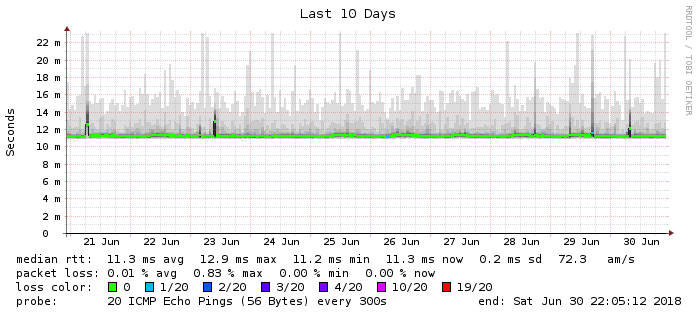 Last 10 Days
RRDTOOL / TOBI OETIKER
Seconds
22 m
20 m
18 m
16 m
14 m
12 m
10 m
8 m
6 m
4 m
2 m
0
21 Jun 22 Jun 23 Jun 24 Jun 25 Jun 26 Jun 27 Jun 28 Jun 29 Jun 30 Jun
median rtt: 11.3 ms avg 12.9 ms max 11.2 ms min 11.3 ms now 0.2 ms sd 72.3 am/s
packet loss: 0.01 % avg 0.83 % max 0.00 % min 0.00 % now
loss color: 0 1/20 2/20 3/20 4/20 10/20 19/20
probe: 20 ICMP Echo Pings (56 Bytes) every 300s end: Sat Jun 30 22:05:12 2018